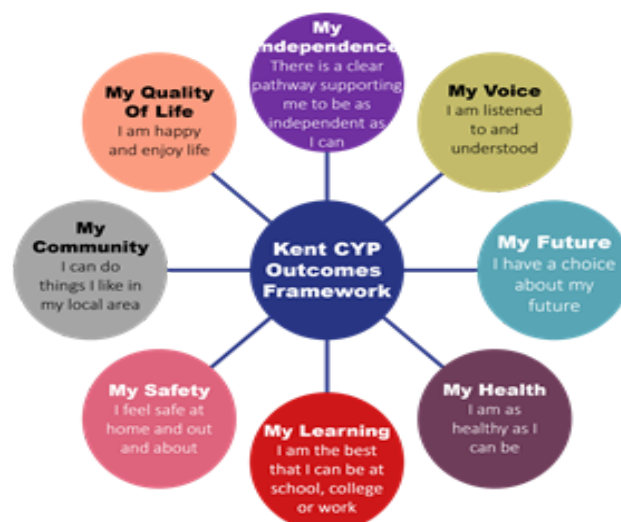 My
Independence
There is a clear
pathway supporting
me to be as
independent as
I can
My Voice
I am listened
to and
understood
My Future
I have a choice
about my
future
My Health
I am as
healthy as I
can be
My Learning
I am the best
that I can be at
school, college
or work
My Safety
I feel safe at
home and out
and about
My
Community
I can do
things I like in
my local area
My Quality
Of Life
I am happy
and enjoy life
Kent CYP
Outcomes
Framework